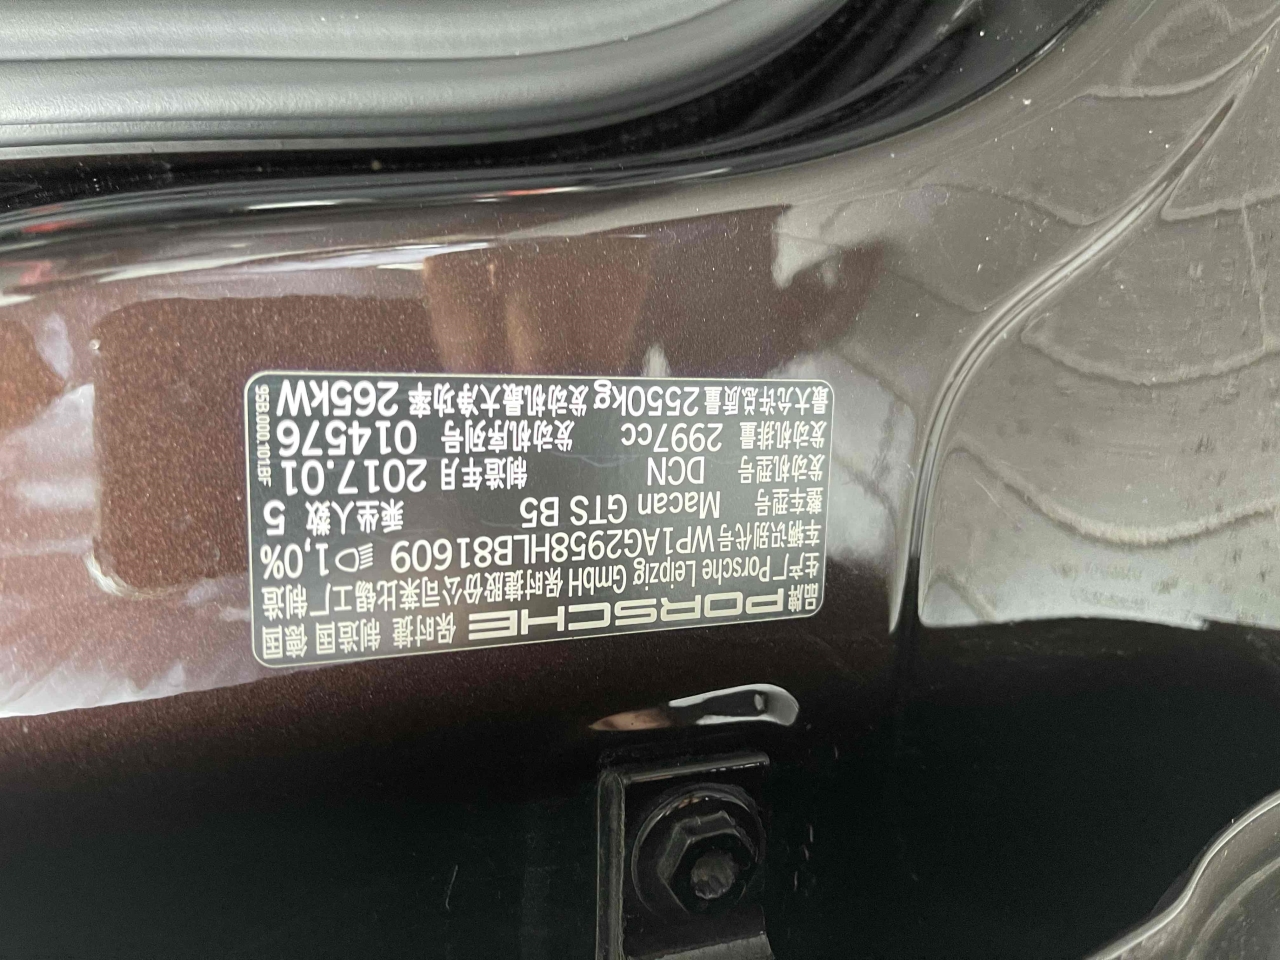 品牌 PORSCHE 保时捷 制造国 德国
生产厂 Porsche Leipzig GmbH 保时捷股份公司莱比锡工厂 制造
车辆识别代号 WP1AG2958HLB81609 1,0%
整车型号 Macan GTS B5 乘坐人数 5
发动机型号 DCN 制造年月 2017.01
发动机排量 2997cc 发动机序列号 014576
最大允许总质量 2550kg 发动机最大净功率 265kW
95B.000.101.BF